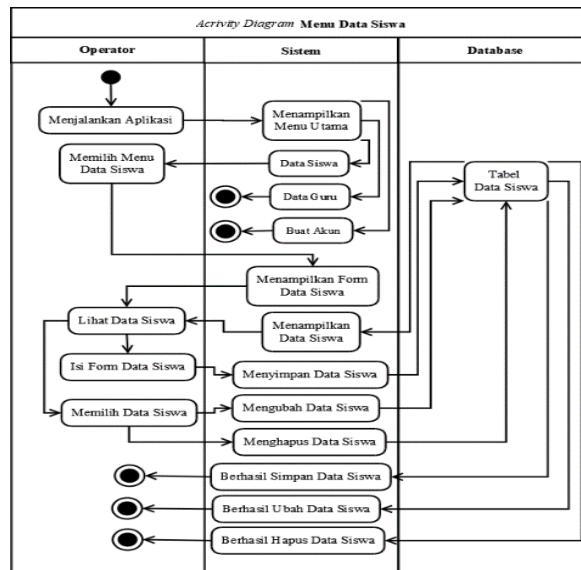 Acrivity Diagram Menu Data Siswa
Operator
Sistem
Database
Menjalankan Aplikasi
Menampilkan
Menu Utama
Memilih Menu
Data Siswa
Data Siswa
Tabel
Data Siswa
Data Guru
Buat Akun
Menampilkan Form
Data Siswa
Lihat Data Siswa
Menampilkan
Data Siswa
Isi Form Data Siswa
Menyimpan Data Siswa
Memilih Data Siswa
Mengubah Data Siswa
Menghapus Data Siswa
Berhasil Simpan Data Siswa
Berhasil Ubah Data Siswa
Berhasil Hapus Data Siswa